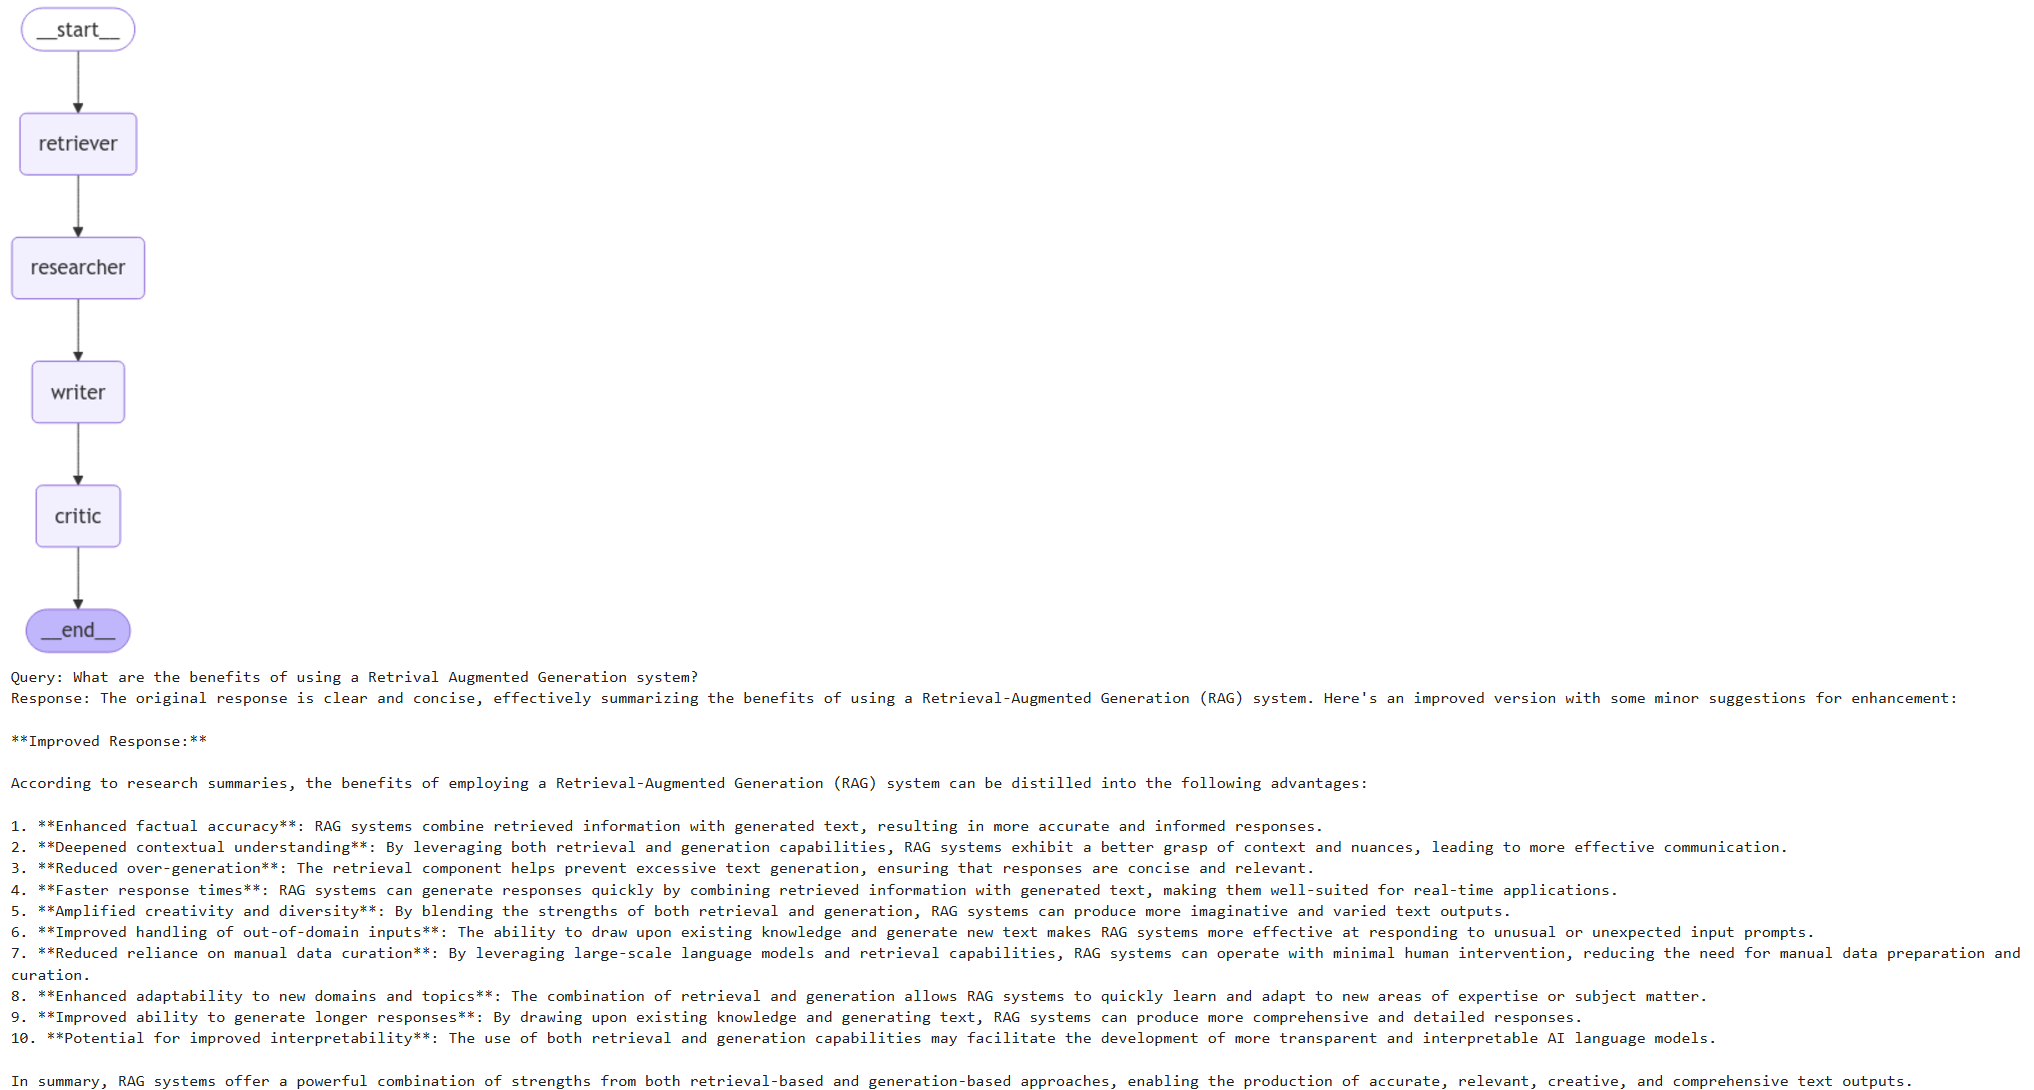 __start__
retriever
researcher
writer
critic
__end__
Query: What are the benefits of using a Retrival Augmented Generation system?
Response: The original response is clear and concise, effectively summarizing the benefits of using a Retrieval-Augmented Generation (RAG) system. Here's an improved version with some minor suggestions for enhancement:
**Improved Response:**
According to research summaries, the benefits of employing a Retrieval-Augmented Generation (RAG) system can be distilled into the following advantages:
1. **Enhanced factual accuracy**: RAG systems combine retrieved information with generated text, resulting in more accurate and informed responses.
2. **Deepened contextual understanding**: By leveraging both retrieval and generation capabilities, RAG systems exhibit a better grasp of context and nuances, leading to more effective communication.
3. **Reduced over-generation**: The retrieval component helps prevent excessive text generation, ensuring that responses are concise and relevant.
4. **Faster response times**: RAG systems can generate responses quickly by combining retrieved information with generated text, making them well-suited for real-time applications.
5. **Amplified creativity and diversity**: By blending the strengths of both retrieval and generation, RAG systems can produce more imaginative and varied text outputs.
6. **Improved handling of out-of-domain inputs**: The ability to draw upon existing knowledge and generate new text makes RAG systems more effective at responding to unusual or unexpected input prompts.
7. **Reduced reliance on manual data curation**: By leveraging large-scale language models and retrieval capabilities, RAG systems can operate with minimal human intervention, reducing the need for manual data preparation and
curation.
8. **Enhanced adaptability to new domains and topics**: The combination of retrieval and generation allows RAG systems to quickly learn and adapt to new areas of expertise or subject matter.
9. **Improved ability to generate longer responses**: By drawing upon existing knowledge and generating text, RAG systems can produce more comprehensive and detailed responses.
10. **Potential for improved interpretability**: The use of both retrieval and generation capabilities may facilitate the development of more transparent and interpretable AI language models.
In summary, RAG systems offer a powerful combination of strengths from both retrieval-based and generation-based approaches, enabling the production of accurate, relevant, creative, and comprehensive text outputs.